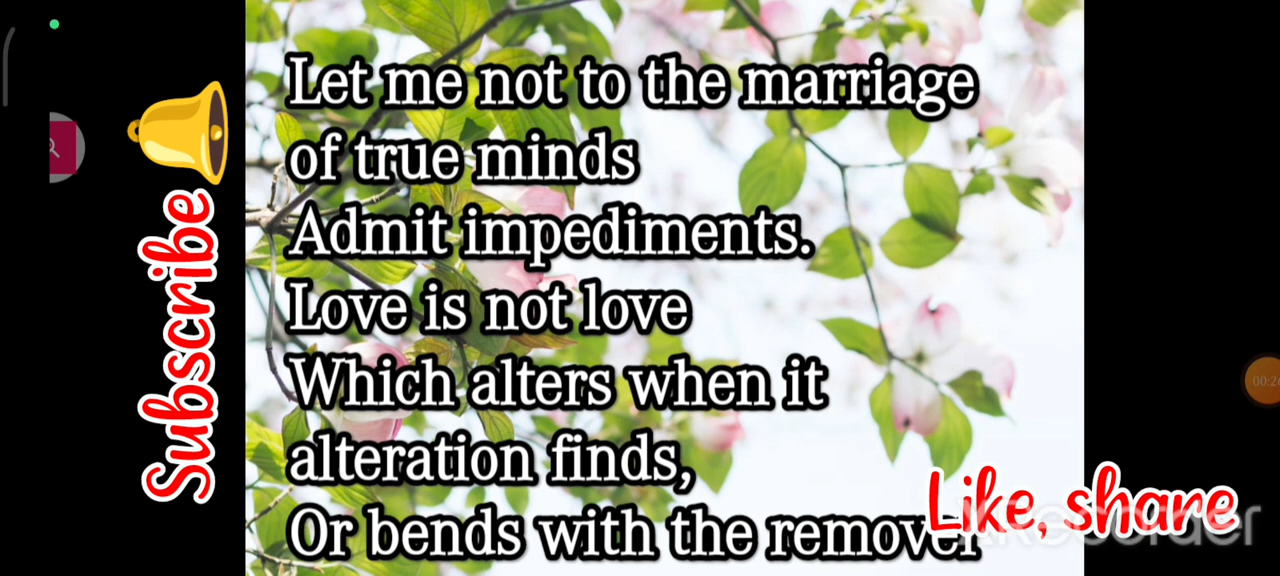 Let me not to the marriage
of true minds
Admit impediments.
Love is not love
Which alters when it
alteration finds,
Or bends with the remover
Subscribe
Like, share